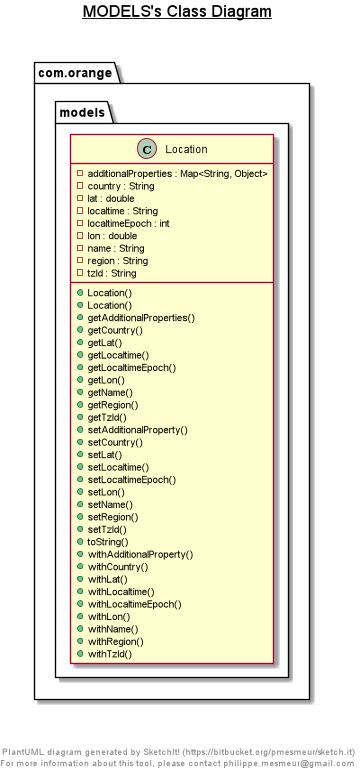 MODELS's Class Diagram
com.orange
models
C Location
additionalProperties : Map<String, Object>
country : String
lat : double
localtime : String
localtimeEpoch : int
lon : double
name : String
region : String
tzId : String
Location()
Location()
getAdditionalProperties()
getCountry()
getLat()
getLocaltime()
getLocaltimeEpoch()
getLon()
getName()
getRegion()
getTzId()
setAdditionalProperty()
setCountry()
setLat()
setLocaltime()
setLocaltimeEpoch()
setLon()
setName()
setRegion()
setTzId()
toString()
withAdditionalProperty()
withCountry()
withLat()
withLocaltime()
withLocaltimeEpoch()
withLon()
withName()
withRegion()
withTzId()
PlantUML diagram generated by SketchIt! (https://bitbucket.org/pmesmeur/sketch.it)
For more information about this tool, please contact philippe.mesmeur@gmail.com